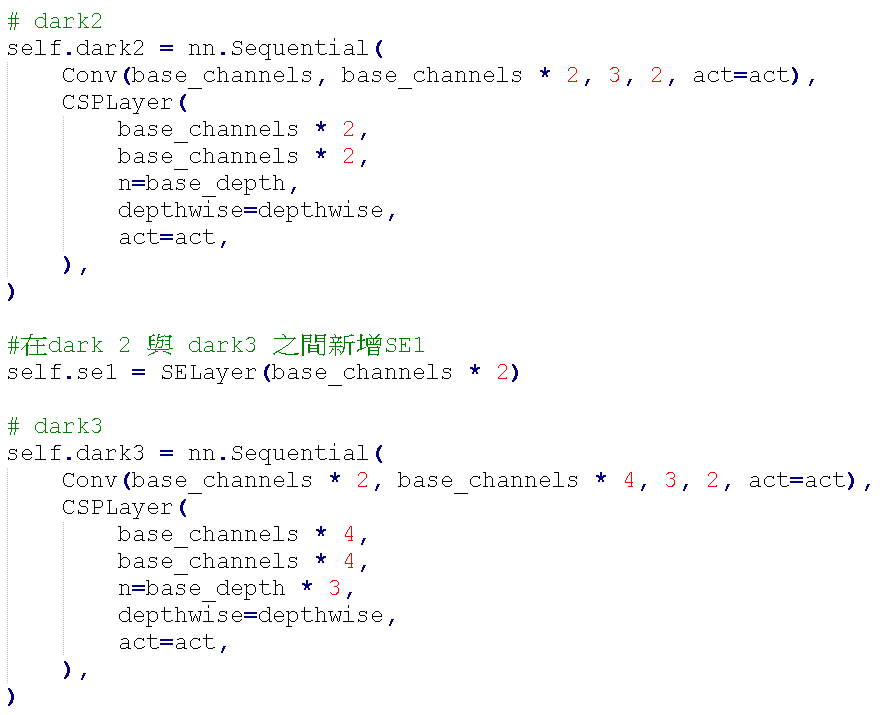 # dark2
self.dark2 = nn.Sequential(
    Conv(base_channels, base_channels * 2, 3, 2, act=act),
    CSPLayer(
        base_channels * 2,
        base_channels * 2,
        n=base_depth,
        depthwise=depthwise,
        act=act,
    ),
)

#在dark 2 與 dark3 之間新增SE1
self.se1 = SELayer(base_channels * 2)

# dark3
self.dark3 = nn.Sequential(
    Conv(base_channels * 2, base_channels * 4, 3, 2, act=act),
    CSPLayer(
        base_channels * 4,
        base_channels * 4,
        n=base_depth * 3,
        depthwise=depthwise,
        act=act,
    ),
)